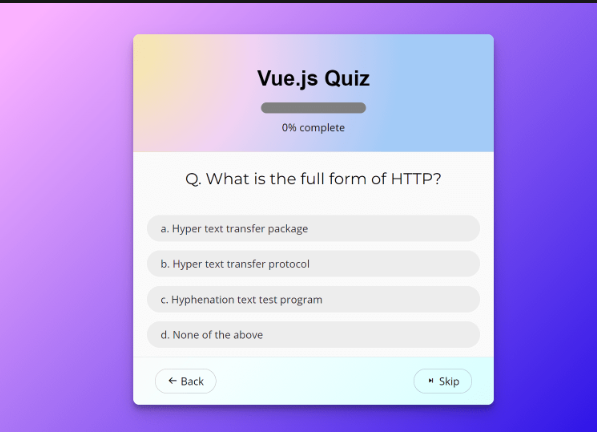 Vue.js Quiz
0% complete
Q. What is the full form of HTTP?
a. Hyper text transfer package
b. Hyper text transfer protocol
c. Hyphenation text test program
d. None of the above
Back
Skip